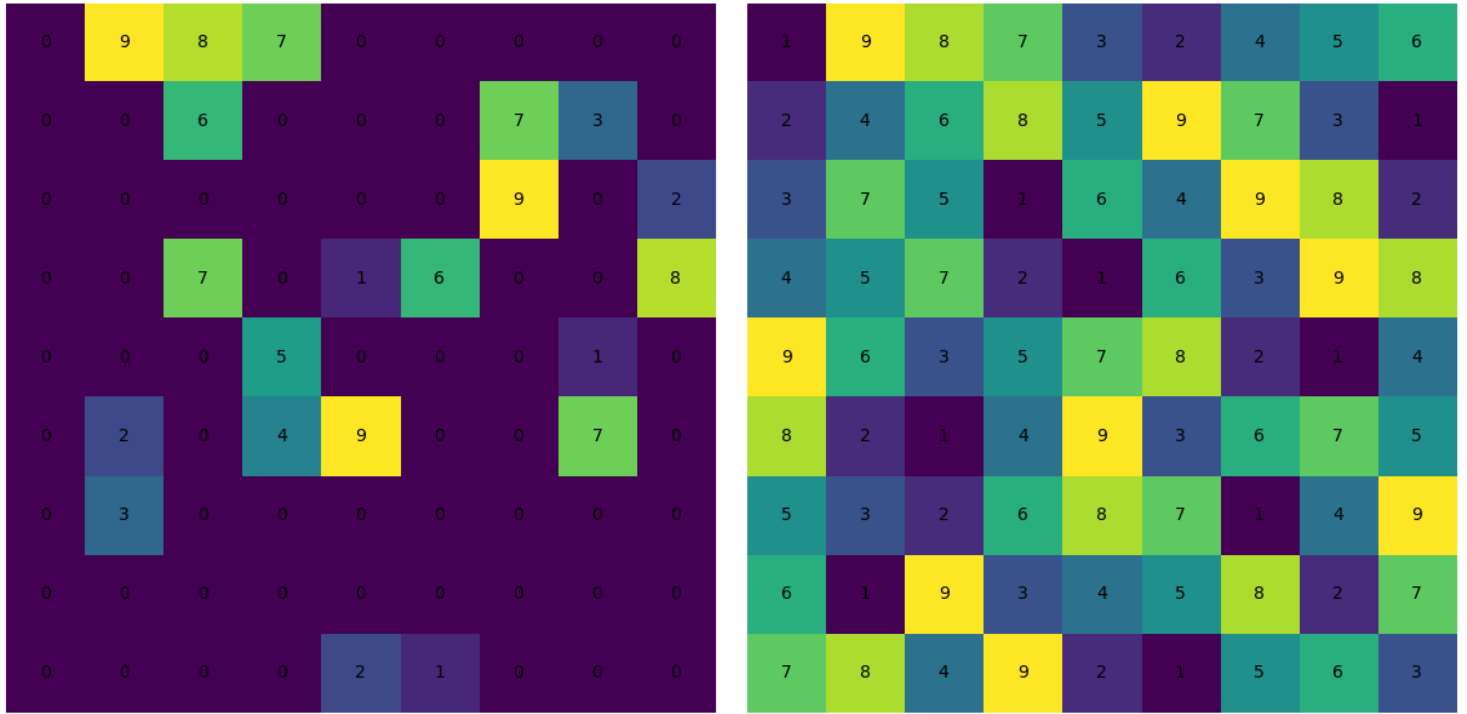 0 9 8 7 0 0 0 0 0 1 9 8 7 3 2 4 5 6
0 0 6 0 0 0 7 3 0 2 4 6 8 5 9 7 3 1
0 0 0 0 0 0 9 0 2 3 7 5 1 6 4 9 8 2
0 0 7 0 1 6 0 0 8 4 5 7 2 1 6 3 9 8
0 0 0 5 0 0 0 1 0 9 6 3 5 7 8 2 1 4
0 2 0 4 9 0 0 7 0 8 2 1 4 9 3 6 7 5
0 3 0 0 0 0 0 0 0 5 3 2 6 8 7 1 4 9
0 0 0 0 0 0 0 0 0 6 1 9 3 4 5 8 2 7
0 0 0 0 2 1 0 0 0 7 8 4 9 2 1 5 6 3